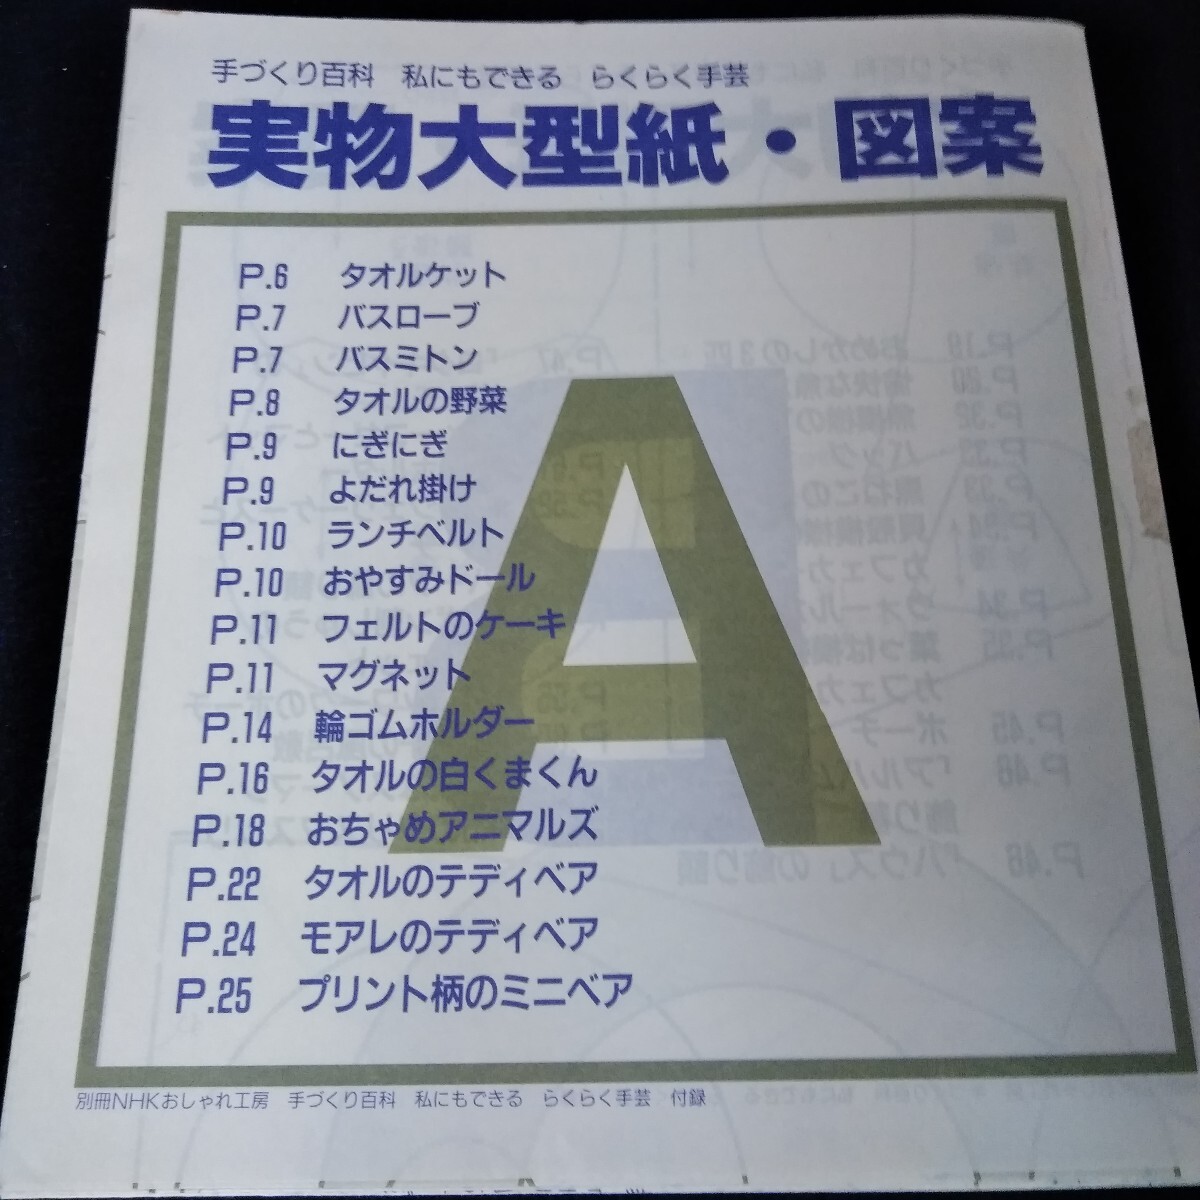 手づくり百科　私にもできる　らくらく手芸
実物大型紙・図案
P.6　タオルケット
P.7　バスローブ
P.7　バスミトン
P.8　タオルの野菜
P.9　にぎにぎ
P.9　よだれ掛け
P.10　ランチベルト
P.10　おやすみドール
P.11　フェルトのケーキ
P.11　マグネット
P.14　輪ゴムホルダー
P.16　タオルの白くまくん
P.18　おちゃめアニマルズ
P.22　タオルのテディベア
P.24　モアレのテディベア
P.25　プリント柄のミニベア
A
別冊NHKおしゃれ工房　手づくり百科　私にもできる　らくらく手芸　付録